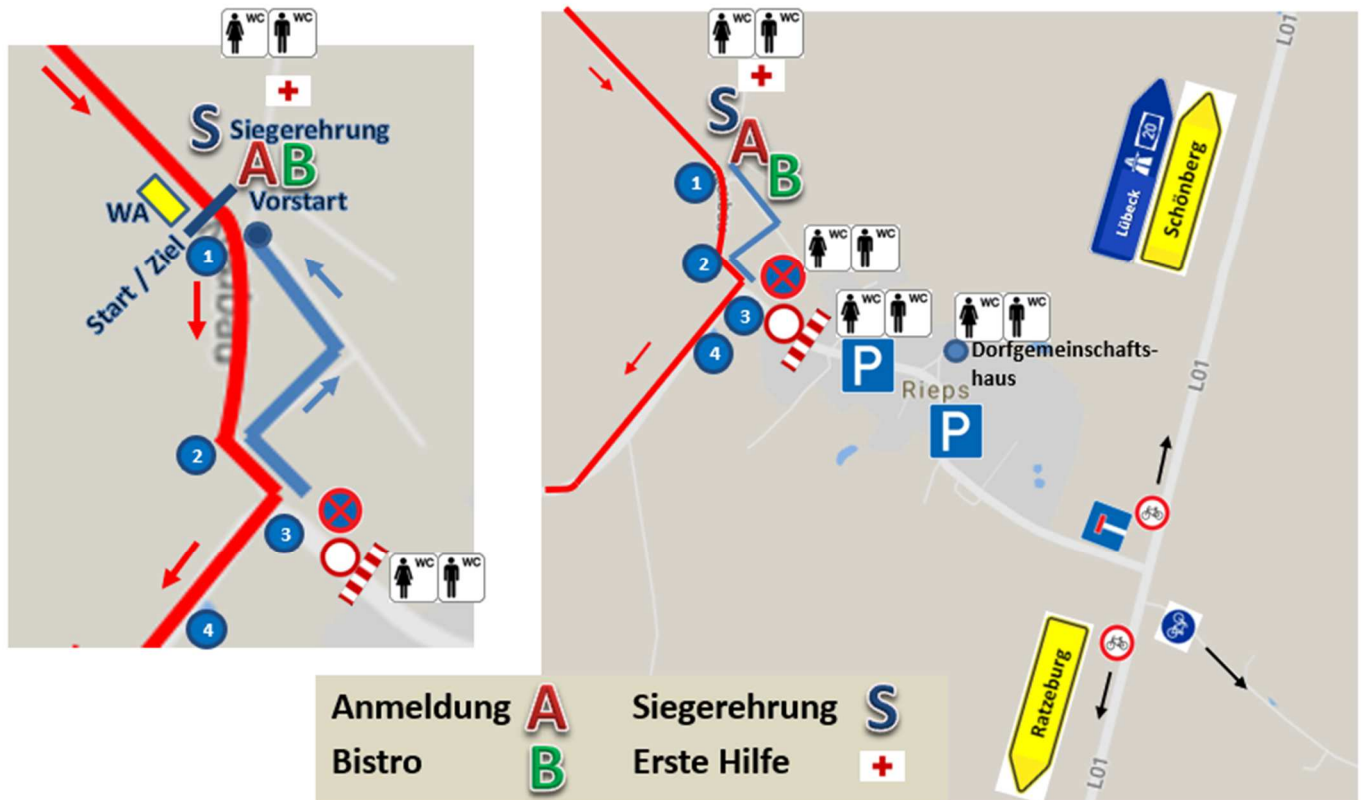 WC WC
S Siegerehrung
A B
WA
Vorstart
Start / Ziel
1
2
3
4
WC WC
WC WC
S
A
B
1
2
3
4
WC WC
WC WC
WC WC
P
Dorfgemeinschafts-
haus
Rieps
P
L01
20
Lübeck
Schönberg
L01
Ratzeburg
L01
Anmeldung A Siegerehrung S
Bistro B Erste Hilfe